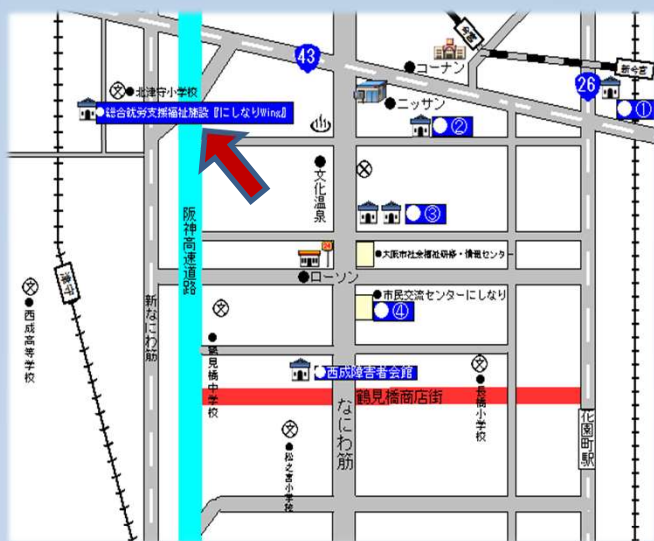 今宮
43
コーナン
新今宮
26
①
北津守小学校
総合就労支援福祉施設『にしなりWing』
ニッサン
②
文化温泉
③
阪神高速道路
大阪市社会福祉研修・情報センター
ローソン
津守
西成高等学校
新なにわ筋
市民交流センターにしなり
④
鶴見橋中学校
西成障害者会館
鶴見橋商店街
長橋小学校
なにわ筋
花園町駅
松之宮小学校